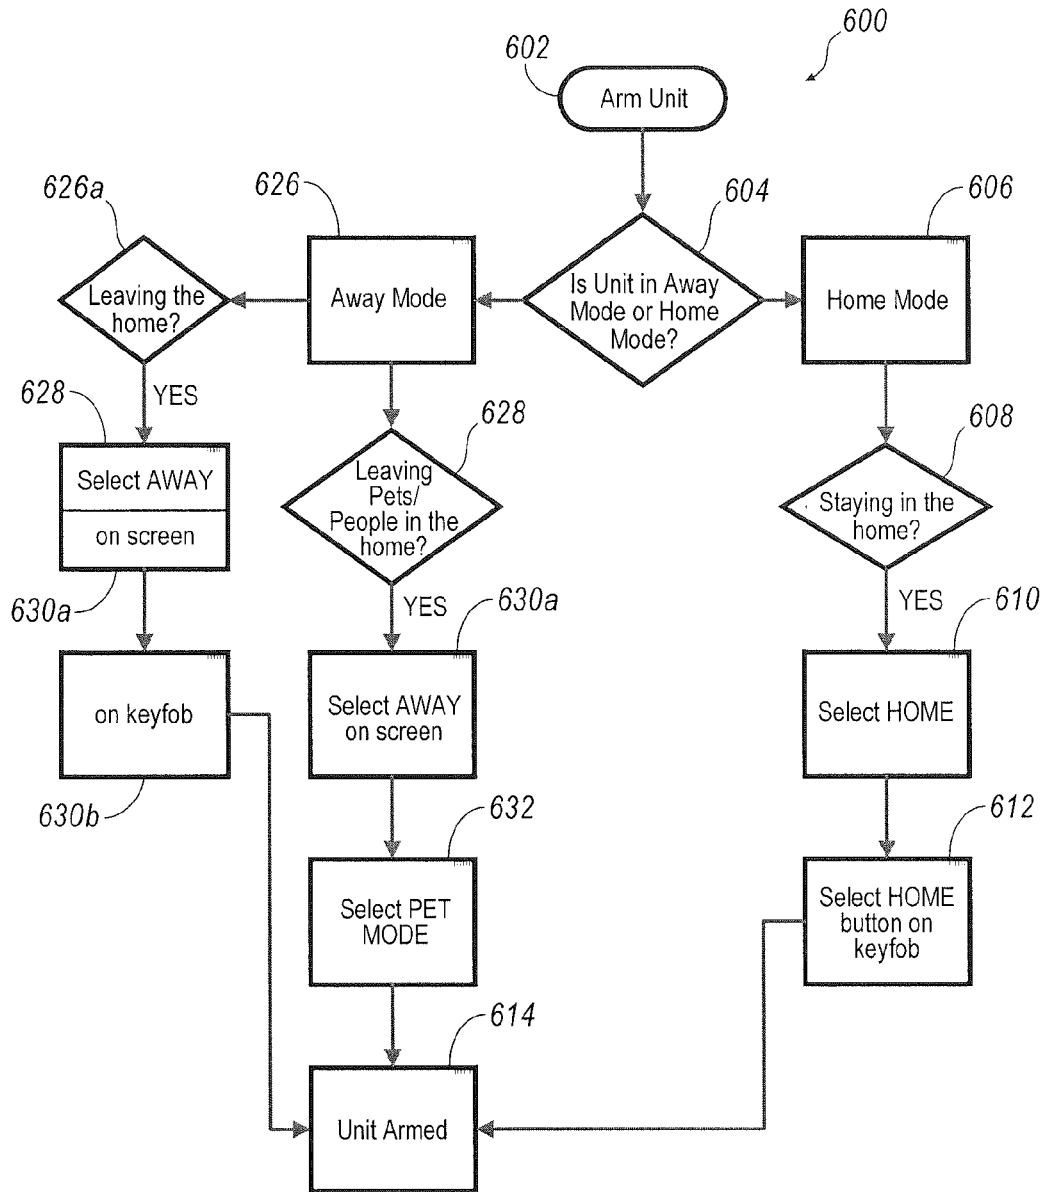 600
602
Arm Unit
626a
626
604
606
Leaving the
home?
Away Mode
Is Unit in Away
Mode or Home
Mode?
Home Mode
YES
628
Select AWAY
on screen
630a
628
Leaving
Pets/
People in the
home?
608
Staying in the
home?
YES
630a
YES
610
on keyfob
630b
Select AWAY
on screen
Select HOME
632
Select PET
MODE
612
Select HOME
button on
keyfob
614
Unit Armed